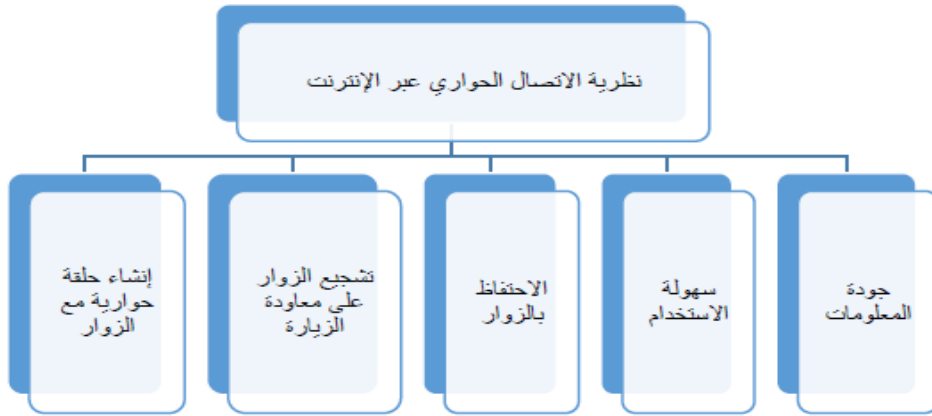 نظرية الاتصال الحواري عبر الإنترنت
جودة
المعلومات
سهولة
الاستخدام
الاحتفاظ
بالزوار
تشجيع الزوار
على معاودة
الزيارة
إنشاء حلقة
حوارية مع
الزوار